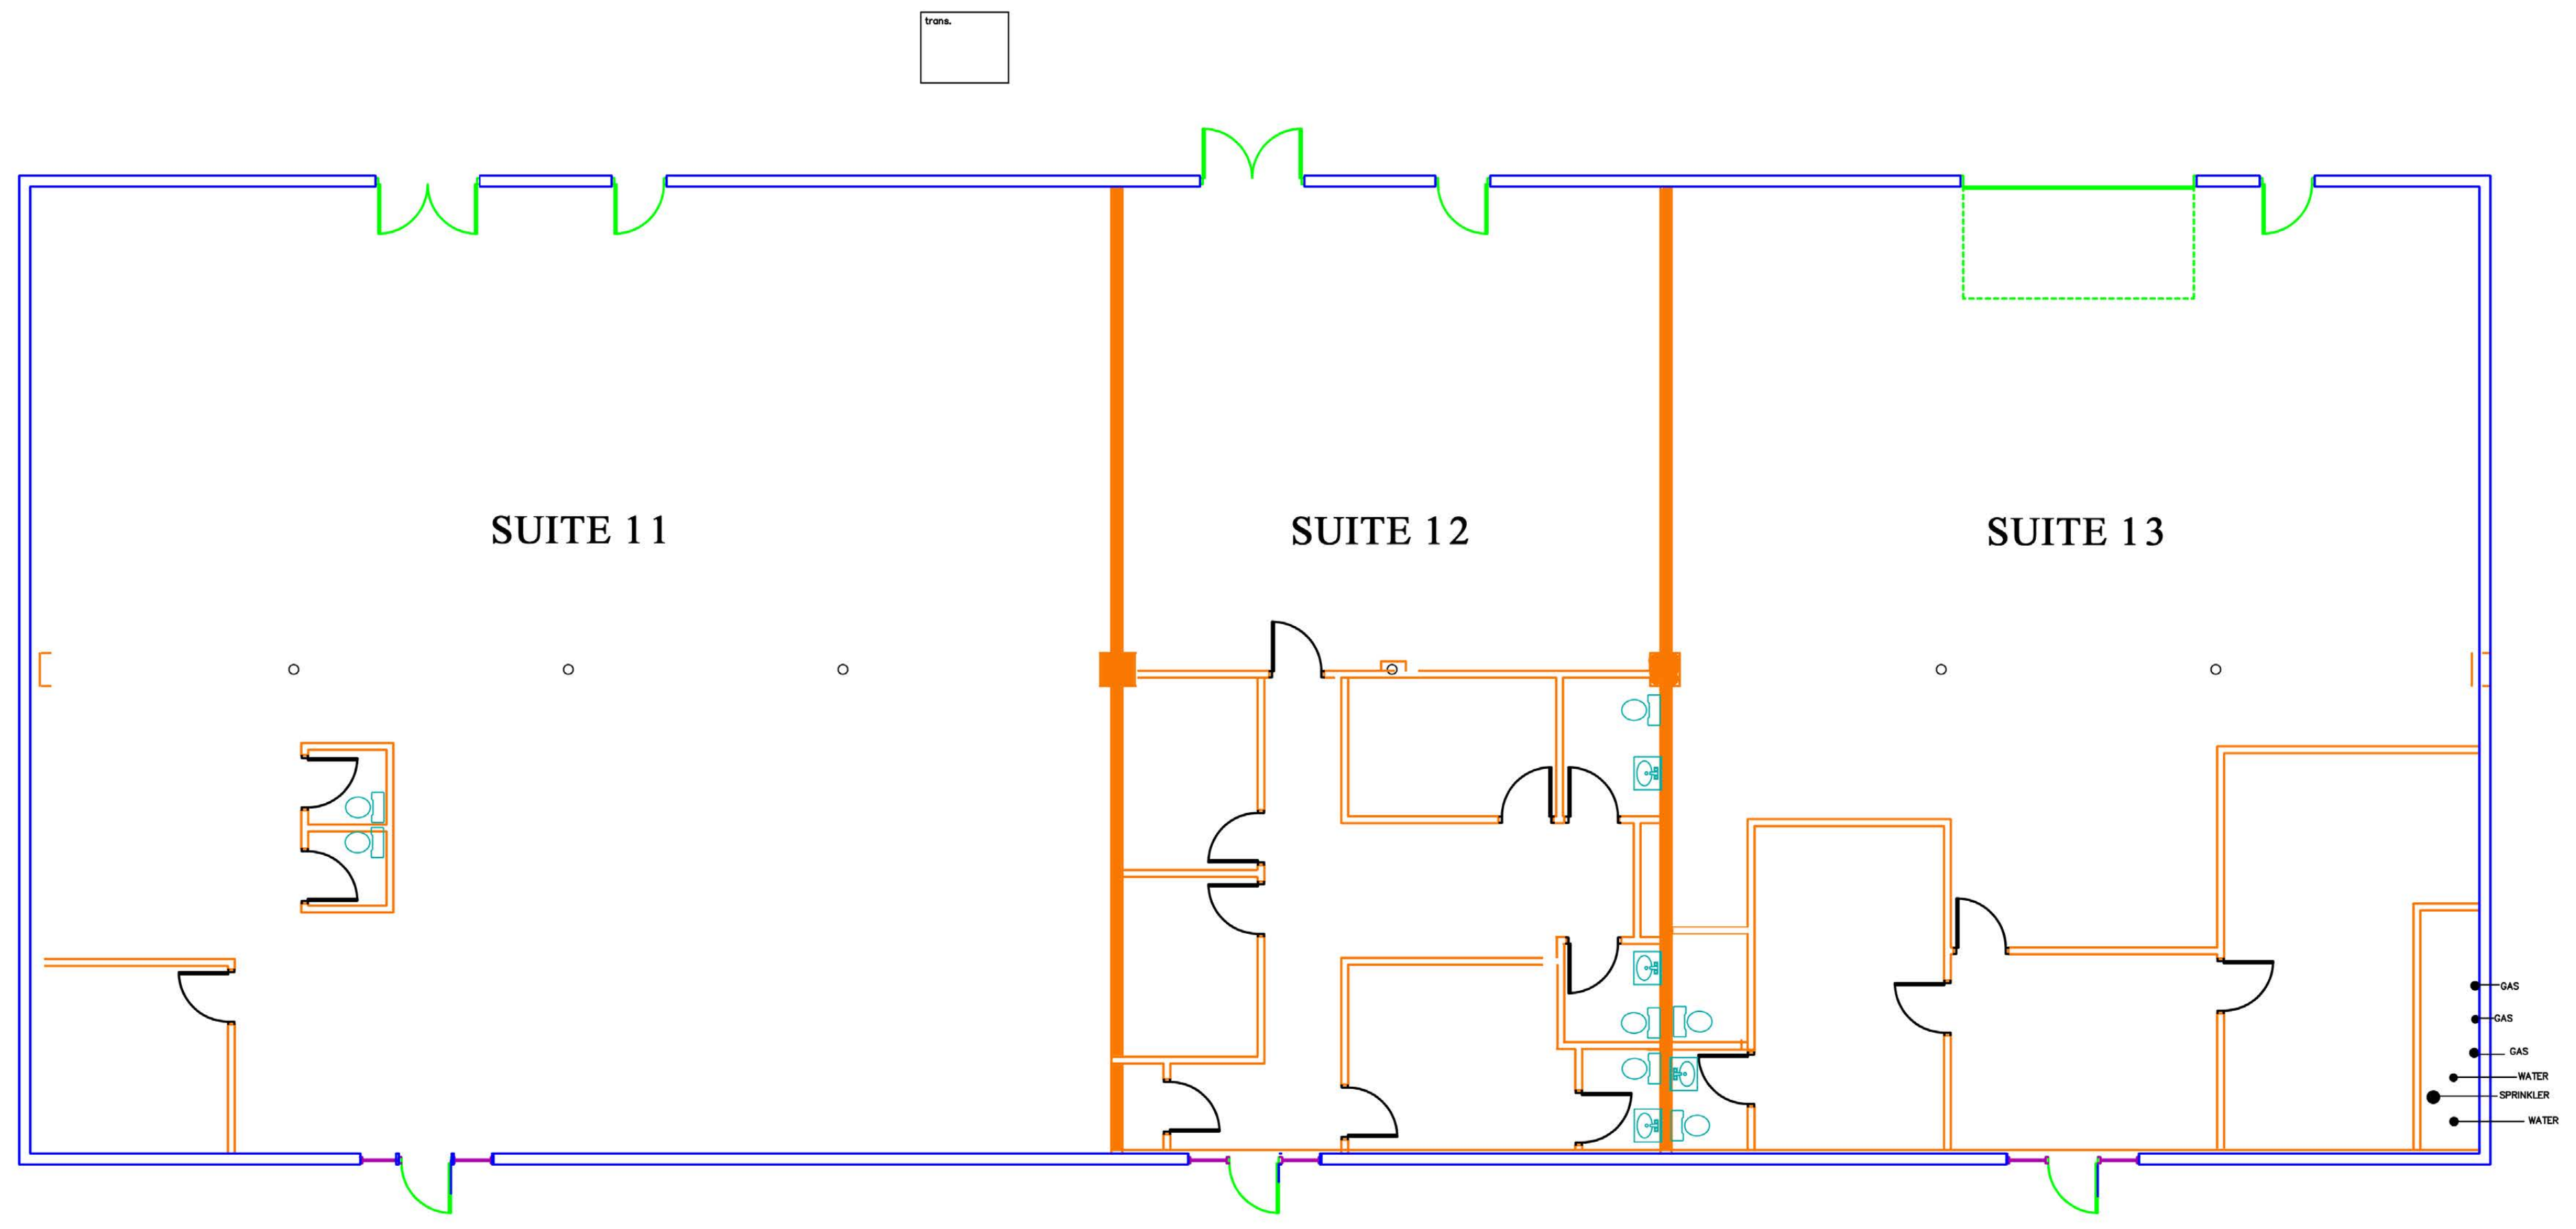 trans.
SUITE 11
SUITE 12
SUITE 13
GAS
GAS
GAS
WATER
SPRINKLER
WATER